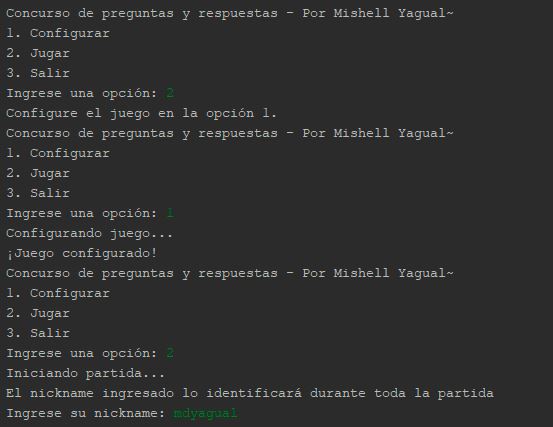 Concurso de preguntas y respuestas - Por Mishell Yagual~
1. Configurar
2. Jugar
3. Salir
Ingrese una opción: 2
Configure el juego en la opción 1.
Concurso de preguntas y respuestas - Por Mishell Yagual~
1. Configurar
2. Jugar
3. Salir
Ingrese una opción: 1
Configurando juego...
¡Juego configurado!
Concurso de preguntas y respuestas - Por Mishell Yagual~
1. Configurar
2. Jugar
3. Salir
Ingrese una opción: 2
Iniciando partida...
El nickname ingresado lo identificará durante toda la partida
Ingrese su nickname: mdyagual